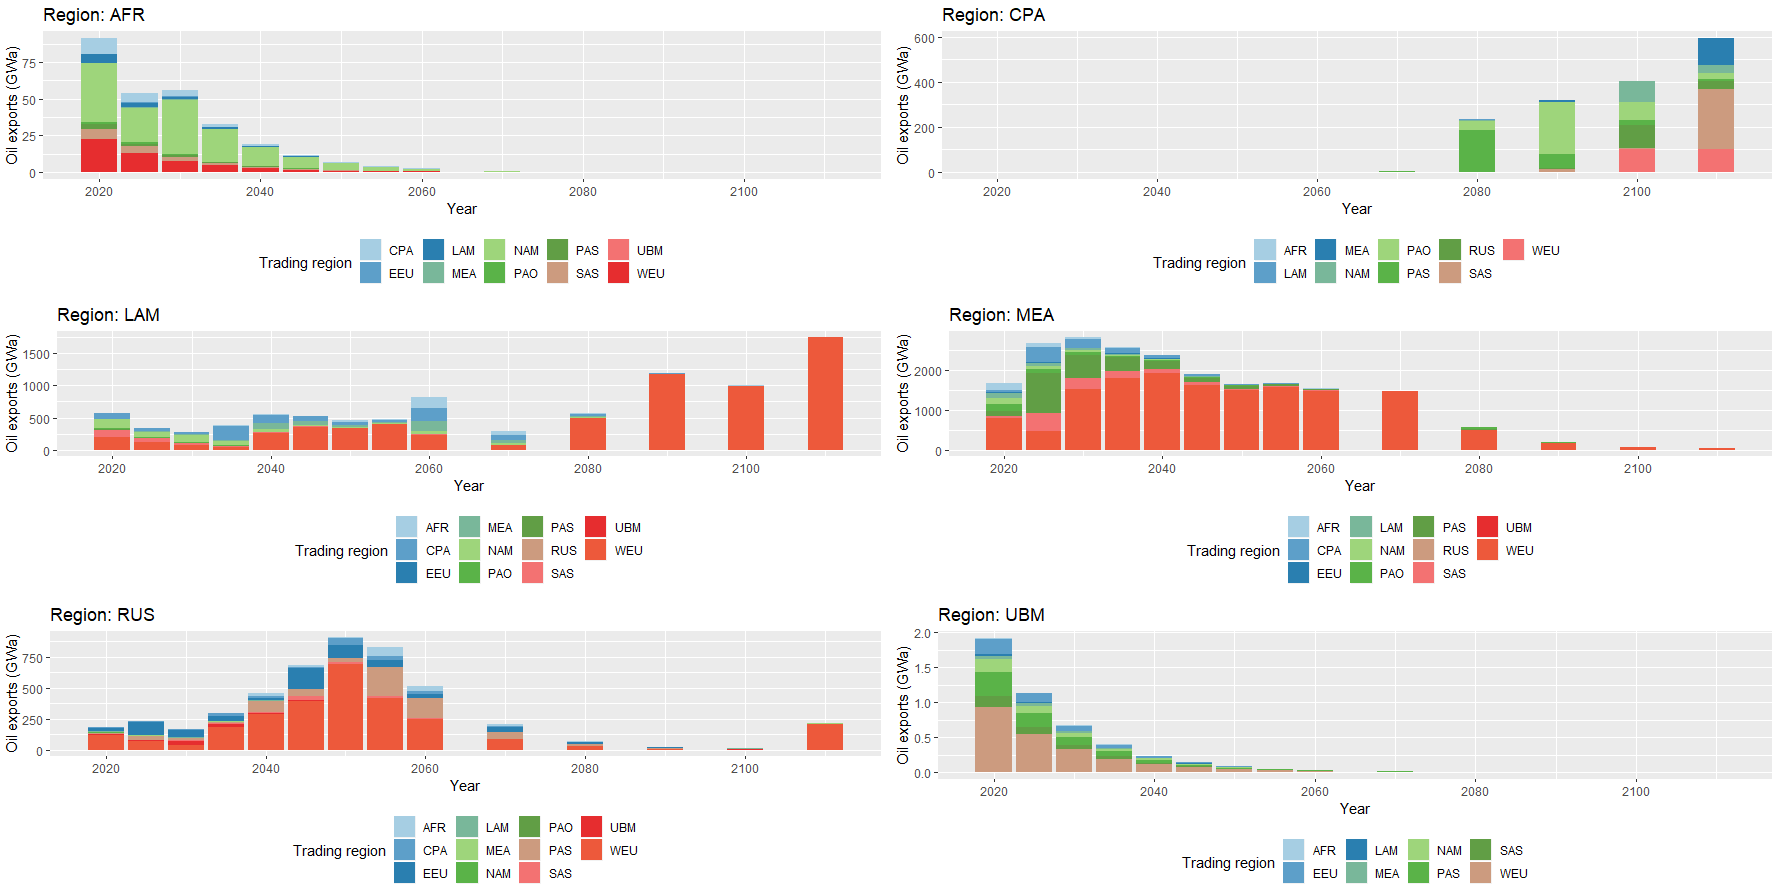 Region: AFR
Oil exports (GWa)
75
50
25
0
2020 2040 2060 2080 2100
Year
Trading region
CPA LAM NAM PAS UBM
EEU MEA PAO SAS WEU
Region: CPA
Oil exports (GWa)
600
400
200
0
2020 2040 2060 2080 2100
Year
Trading region
AFR MEA PAO RUS WEU
LAM NAM PAS SAS
Region: LAM
Oil exports (GWa)
1500
1000
500
0
2020 2040 2060 2080 2100
Year
Trading region
AFR MEA PAS UBM
CPA NAM RUS WEU
EEU PAO SAS
Region: MEA
Oil exports (GWa)
2000
1000
0
2020 2040 2060 2080 2100
Year
Trading region
AFR LAM PAS UBM
CPA NAM RUS WEU
EEU PAO SAS
Region: RUS
Oil exports (GWa)
750
500
250
0
2020 2040 2060 2080 2100
Year
Trading region
AFR LAM PAO UBM
CPA MEA PAS WEU
EEU NAM SAS
Region: UBM
Oil exports (GWa)
2.0
1.5
1.0
0.5
0.0
2020 2040 2060 2080 2100
Year
Trading region
AFR LAM NAM SAS
EEU MEA PAS WEU